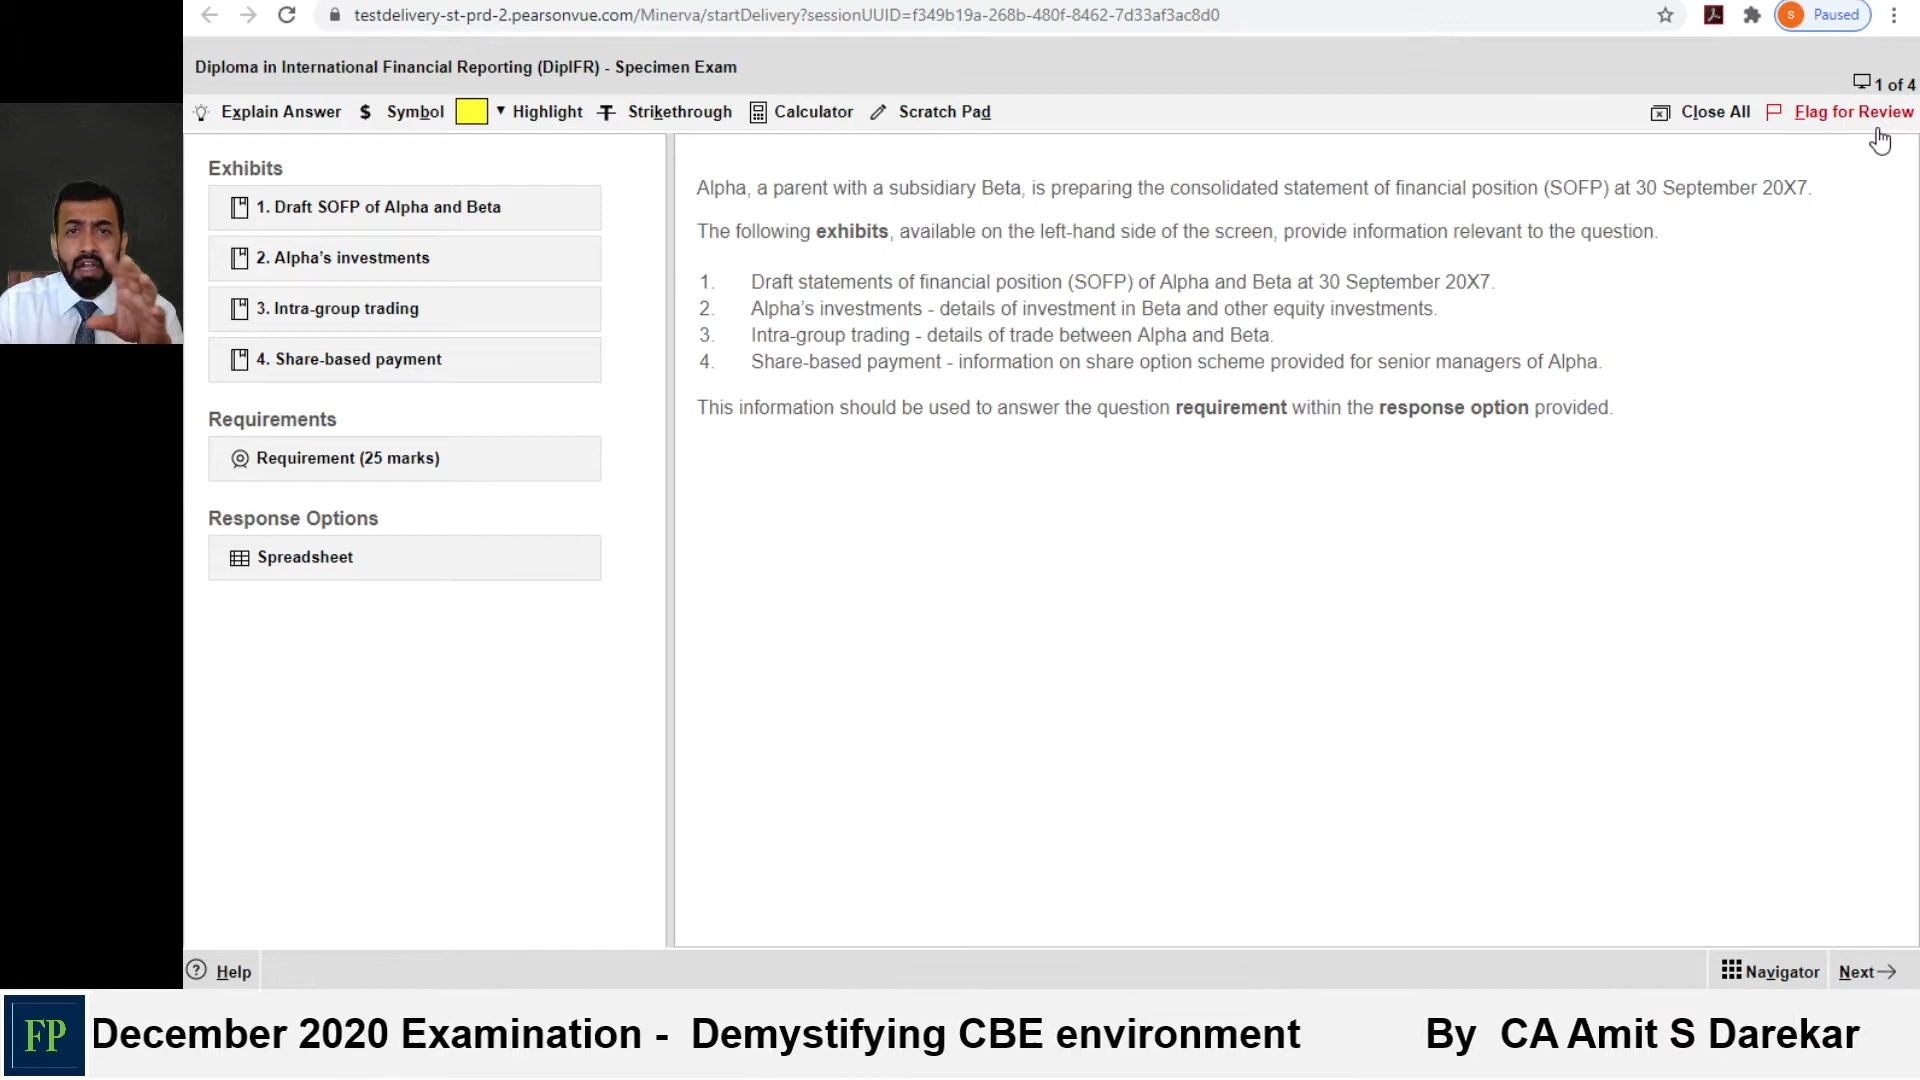 testdelivery-st-prd-2.pearsonvue.com/Minerva/startDelivery?sessionUUID=f349b19a-268b-480f-8462-7d33af3ac8d0
S Paused
Diploma in International Financial Reporting (DipIFR) - Specimen Exam
1 of 4
Explain Answer $ Symbol Highlight Strikethrough Calculator Scratch Pad Close All Flag for Review
Exhibits
1. Draft SOFP of Alpha and Beta
2. Alpha's investments
3. Intra-group trading
4. Share-based payment
Requirements
Requirement (25 marks)
Response Options
Spreadsheet
Alpha, a parent with a subsidiary Beta, is preparing the consolidated statement of financial position (SOFP) at 30 September 20X7.
The following exhibits, available on the left-hand side of the screen, provide information relevant to the question.
1. Draft statements of financial position (SOFP) of Alpha and Beta at 30 September 20X7.
2. Alpha's investments - details of investment in Beta and other equity investments.
3. Intra-group trading - details of trade between Alpha and Beta.
4. Share-based payment - information on share option scheme provided for senior managers of Alpha.
This information should be used to answer the question requirement within the response option provided.
? Help Navigator Next
FP December 2020 Examination - Demystifying CBE environment By CA Amit S Darekar